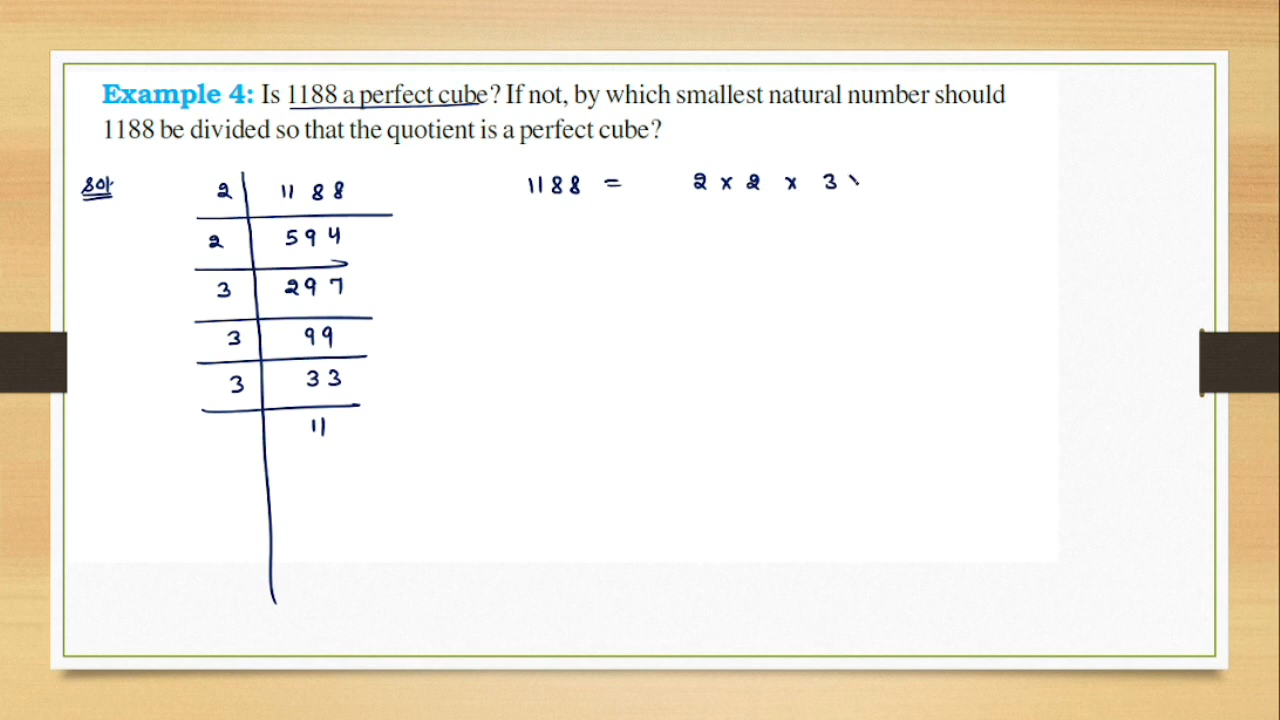 Example 4: Is 1188 a perfect cube? If not, by which smallest natural number should
1188 be divided so that the quotient is a perfect cube?
Sol:
2 | 1188
2 | 594
3 | 297
3 | 99
3 | 33
11
1188 = 2 x 2 x 3